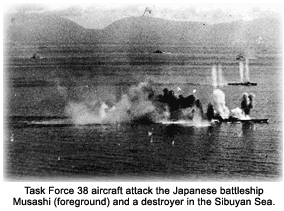 Task Force 38 aircraft attack the Japanese battleship
Musashi (foreground) and a destroyer in the Sibuyan Sea.